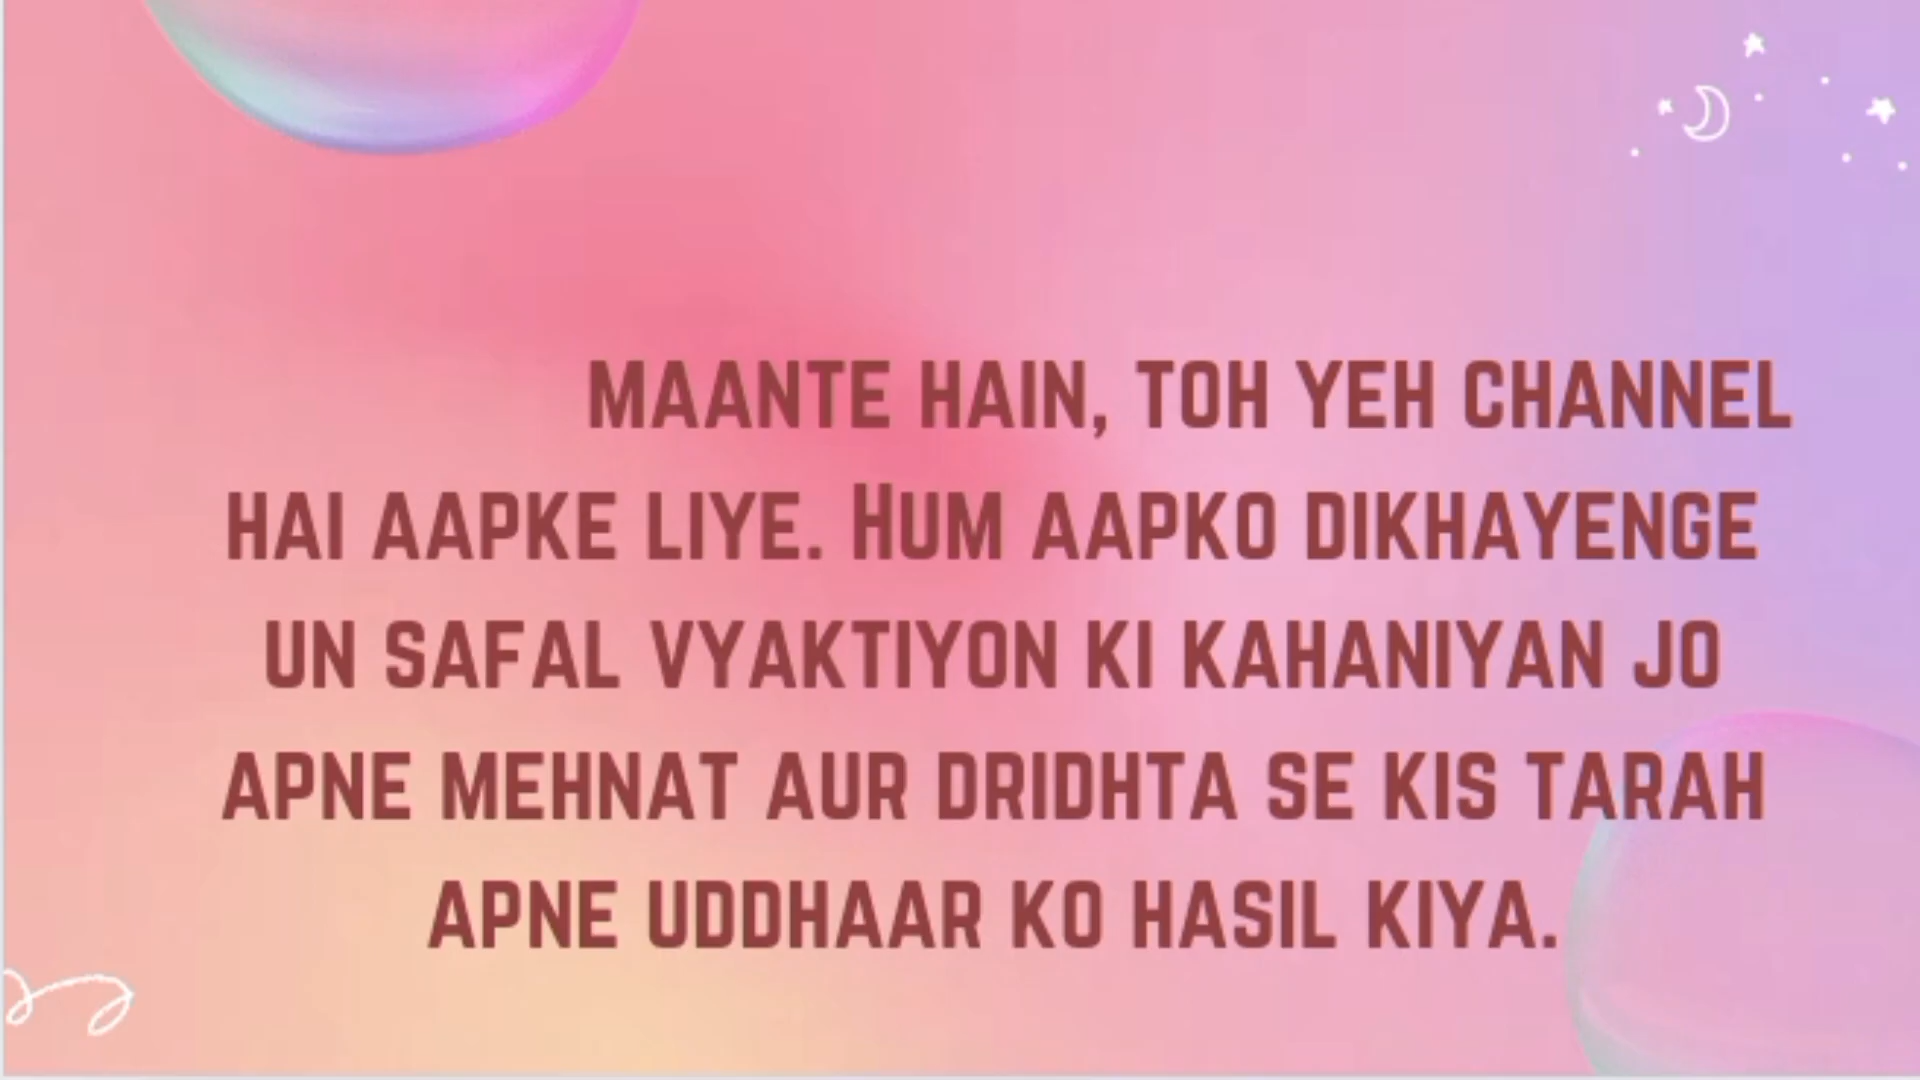 MAANTE HAIN, TOH YEH CHANNEL
HAI AAPKE LIYE. HUM AAPKO DIKHAYENGE
UN SAFAL VYAKTIYON KI KAHANIYAN JO
APNE MEHNAT AUR DRIDHTA SE KIS TARAH
APNE UDDHAAR KO HASIL KIYA.